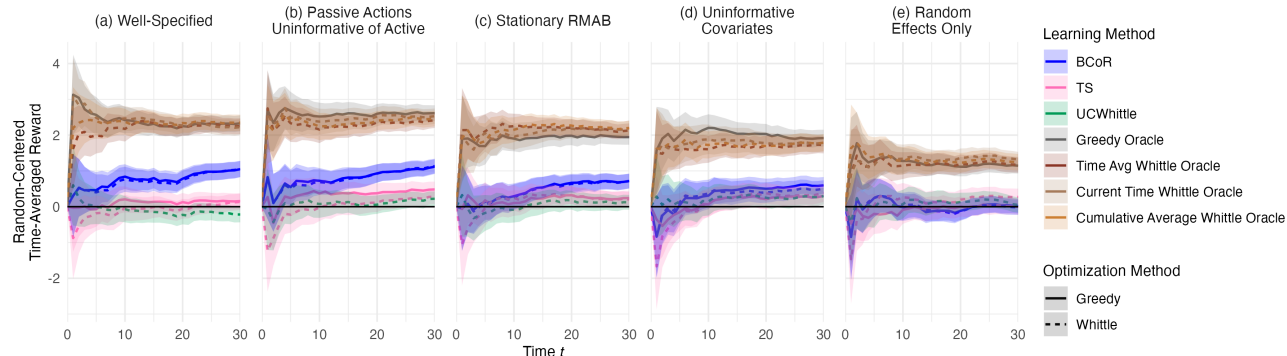 (a) Well-Specified
(b) Passive Actions
Uninformative of Active
(c) Stationary RMAB
(d) Uninformative
Covariates
(e) Random
Effects Only
Random-Centered
Time-Averaged Reward
4
2
0
-2
0 10 20 30
0 10 20 30
0 10 20 30
0 10 20 30
0 10 20 30
Time t
Learning Method
BCoR
TS
UCWhittle
Greedy Oracle
Time Avg Whittle Oracle
Current Time Whittle Oracle
Cumulative Average Whittle Oracle
Optimization Method
Greedy
Whittle